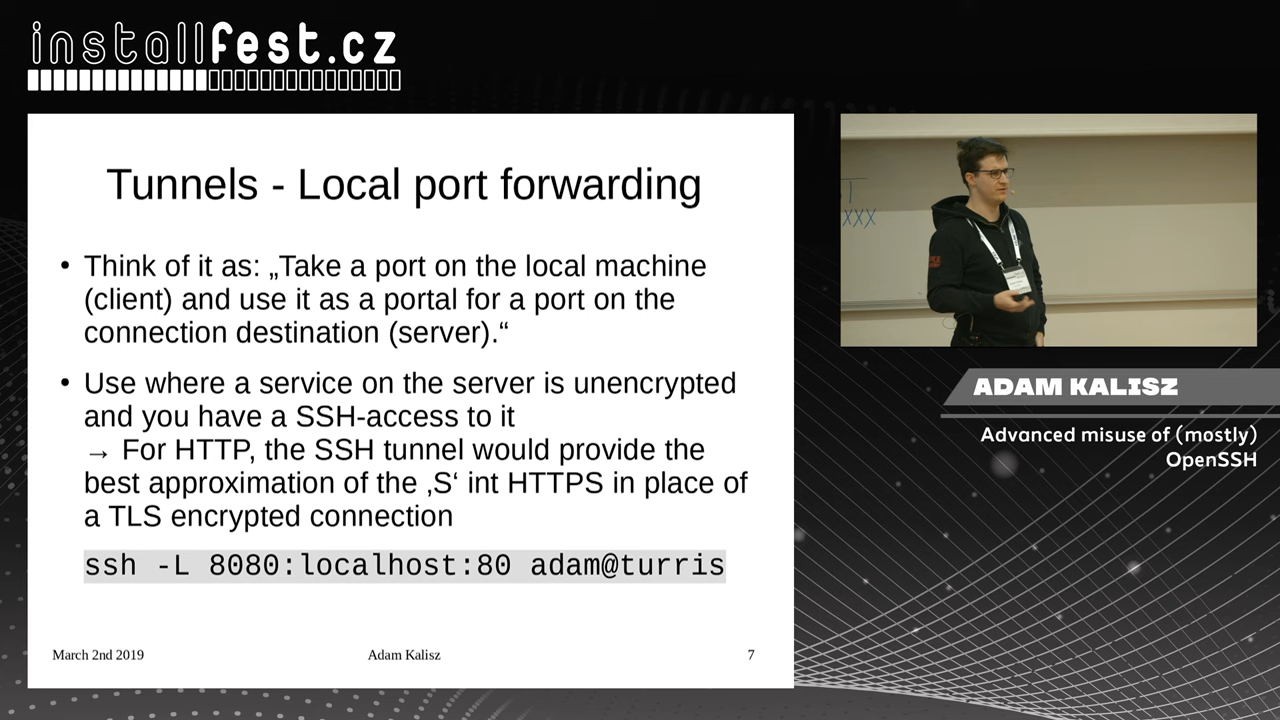 installfest.cz
Tunnels - Local port forwarding
• Think of it as: „Take a port on the local machine
(client) and use it as a portal for a port on the
connection destination (server).“
• Use where a service on the server is unencrypted
and you have a SSH-access to it
→ For HTTP, the SSH tunnel would provide the
best approximation of the ‚S‘ int HTTPS in place of
a TLS encrypted connection
ssh -L 8080:localhost:80 adam@turris
March 2nd 2019
Adam Kalisz
7
T
XXX
ADAM KALISZ
Advanced misuse of (mostly)
OpenSSH